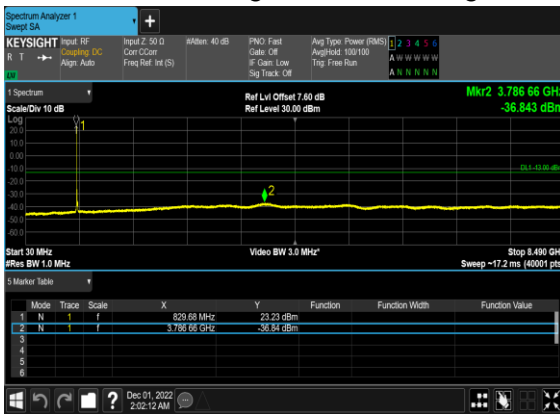 Spectrum Analyzer 1
Swept SA
KEYSIGHT
R T
LV
Input: RF
Coupling: DC
Align: Auto
Input Z: 50 Ω
Corr CCorr
Freq Ref: Int (S)
#Atten: 40 dB
PNO: Fast
Gate: Off
IF Gain: Low
Sig Track: Off
Avg Type: Power (RMS)
Avg|Hold: 100/100
Trig: Free Run
1 2 3 4 5 6
A W W W W W
A N N N N N
1 Spectrum
Scale/Div 10 dB
Ref Lvl Offset 7.60 dB
Ref Level 30.00 dBm
Mkr2 3.786 66 GHz
-36.843 dBm
Log
20.0
10.0
0.00
-10.0
-20.0
-30.0
-40.0
-50.0
-60.0
1
DL1 -13.00 dBm
2
Start 30 MHz
#Res BW 1.0 MHz
Video BW 3.0 MHz*
Stop 8.490 GHz
Sweep ~17.2 ms (40001 pts)
5 Marker Table
Mode Trace Scale X Y Function Function Width Function Value
1 N 1 f 829.68 MHz 23.23 dBm
2 N 1 f 3.786 66 GHz -36.84 dBm
3
4
5
6
?
Dec 01, 2022
2:02:12 AM